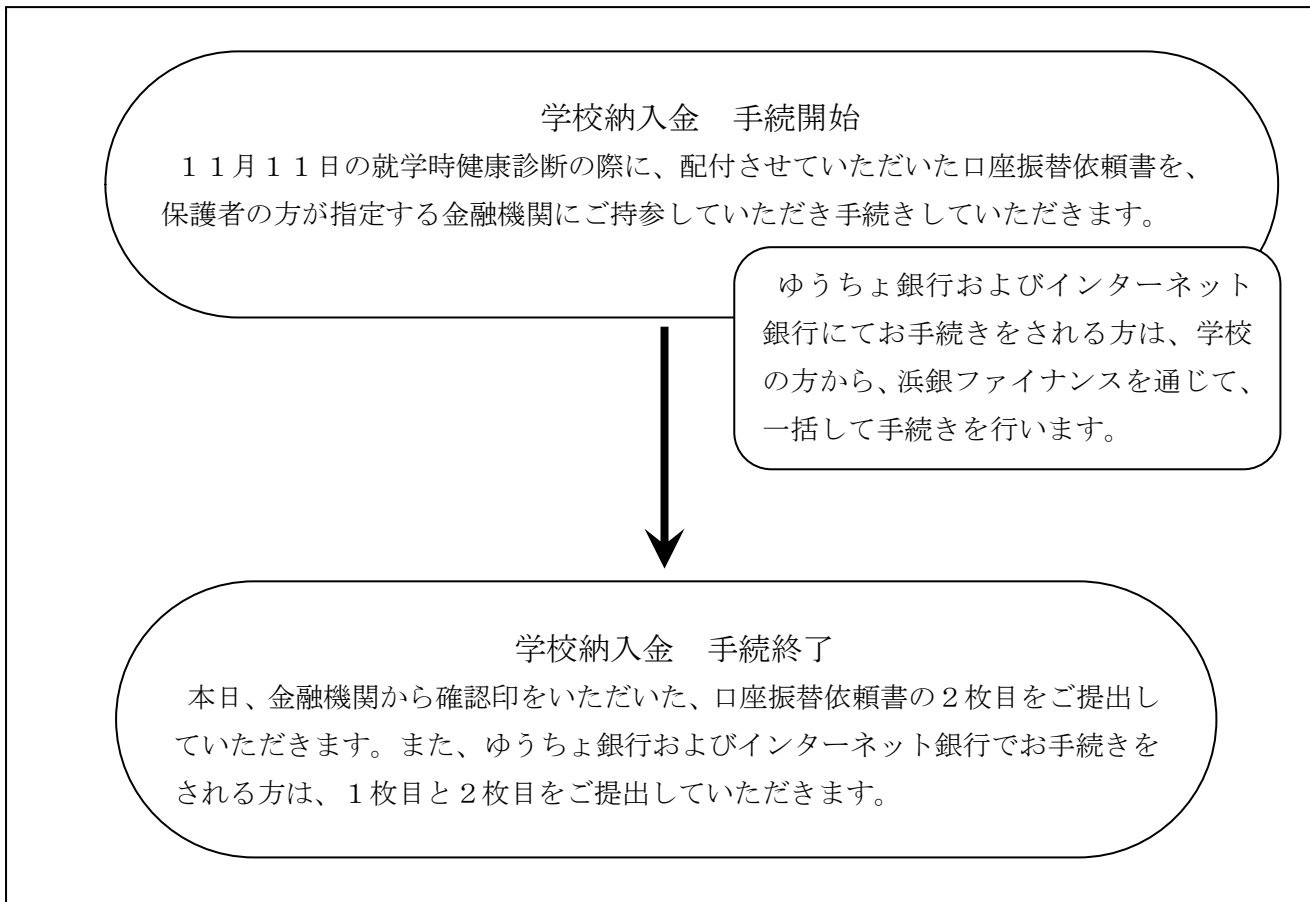 学校納入金　手続開始
１１月１１日の就学時健康診断の際に、配付させていただいた口座振替依頼書を、
保護者の方が指定する金融機関にご持参していただき手続きしていただきます。
ゆうちょ銀行およびインターネット
銀行にてお手続きをされる方は、学校
の方から、浜銀ファイナンスを通じて、
一括して手続きを行います。
学校納入金　手続終了
本日、金融機関から確認印をいただいた、口座振替依頼書の２枚目をご提出し
ていただきます。また、ゆうちょ銀行およびインターネット銀行でお手続きを
される方は、１枚目と２枚目をご提出していただきます。